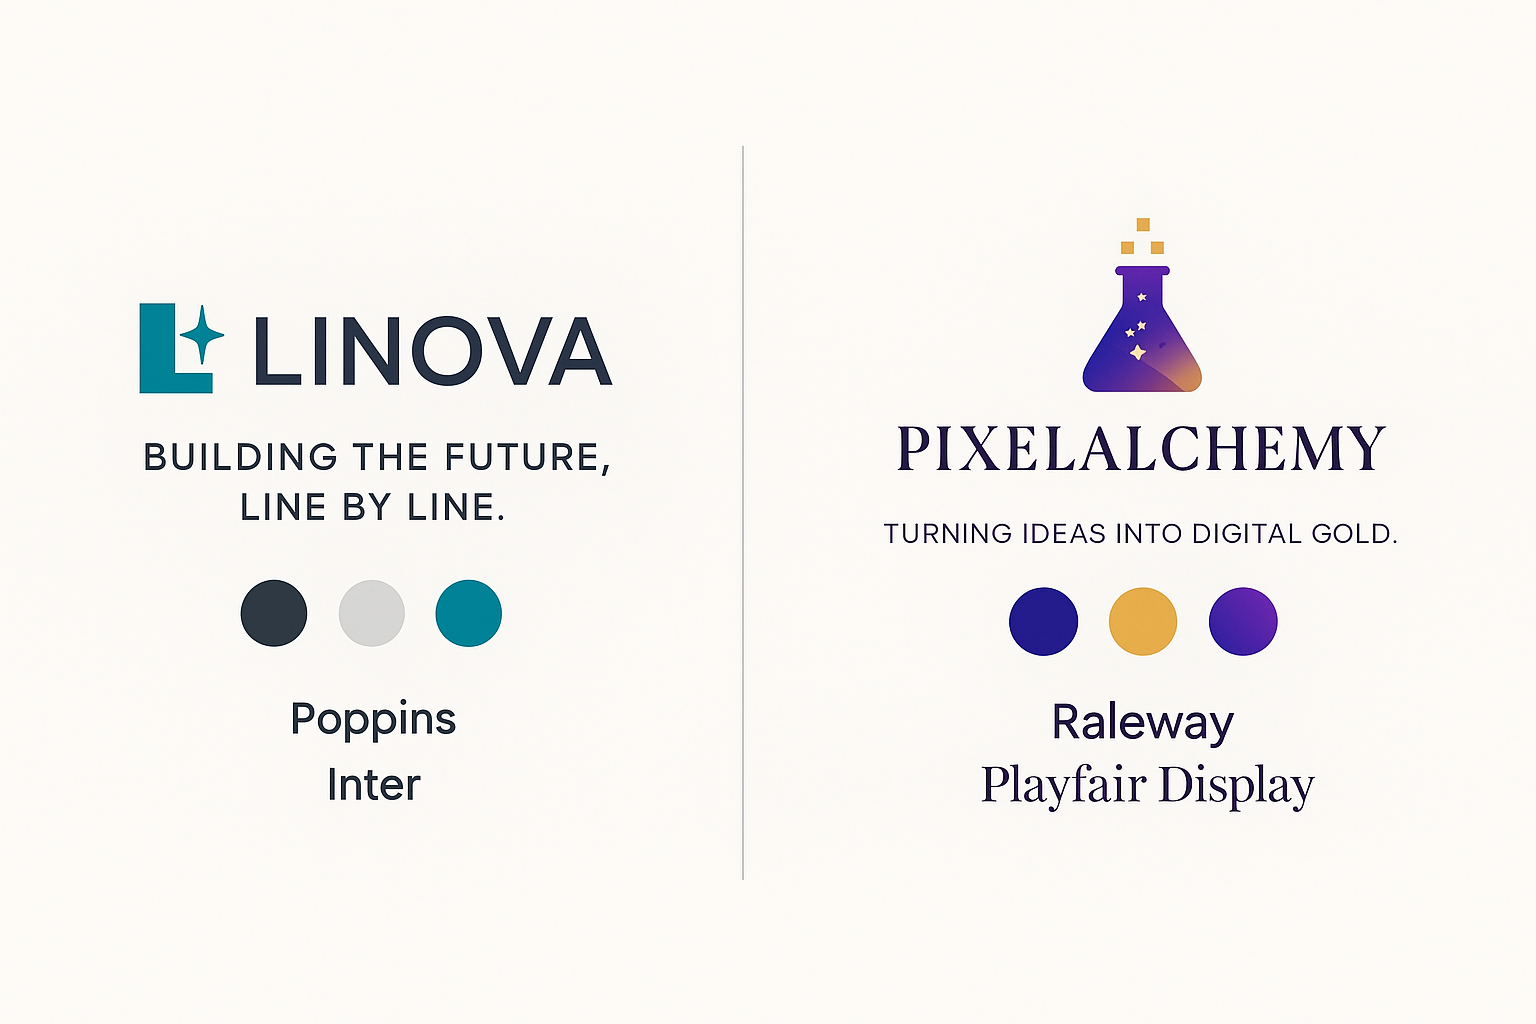 LINOVA
BUILDING THE FUTURE,
LINE BY LINE.
Poppins
Inter
PIXELALCHEMY
TURNING IDEAS INTO DIGITAL GOLD.
Raleway
Playfair Display